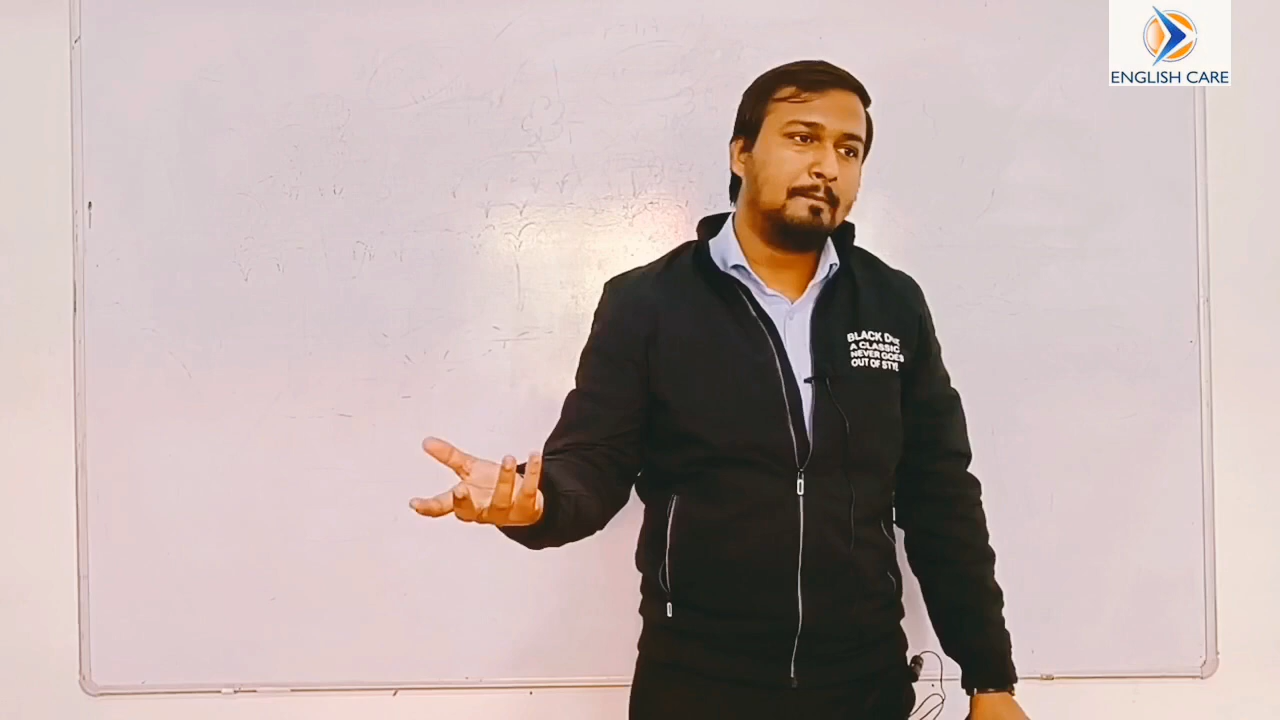 ENGLISH CARE
BLACK
A CLASSIC
NEVER GOES
OUT OF